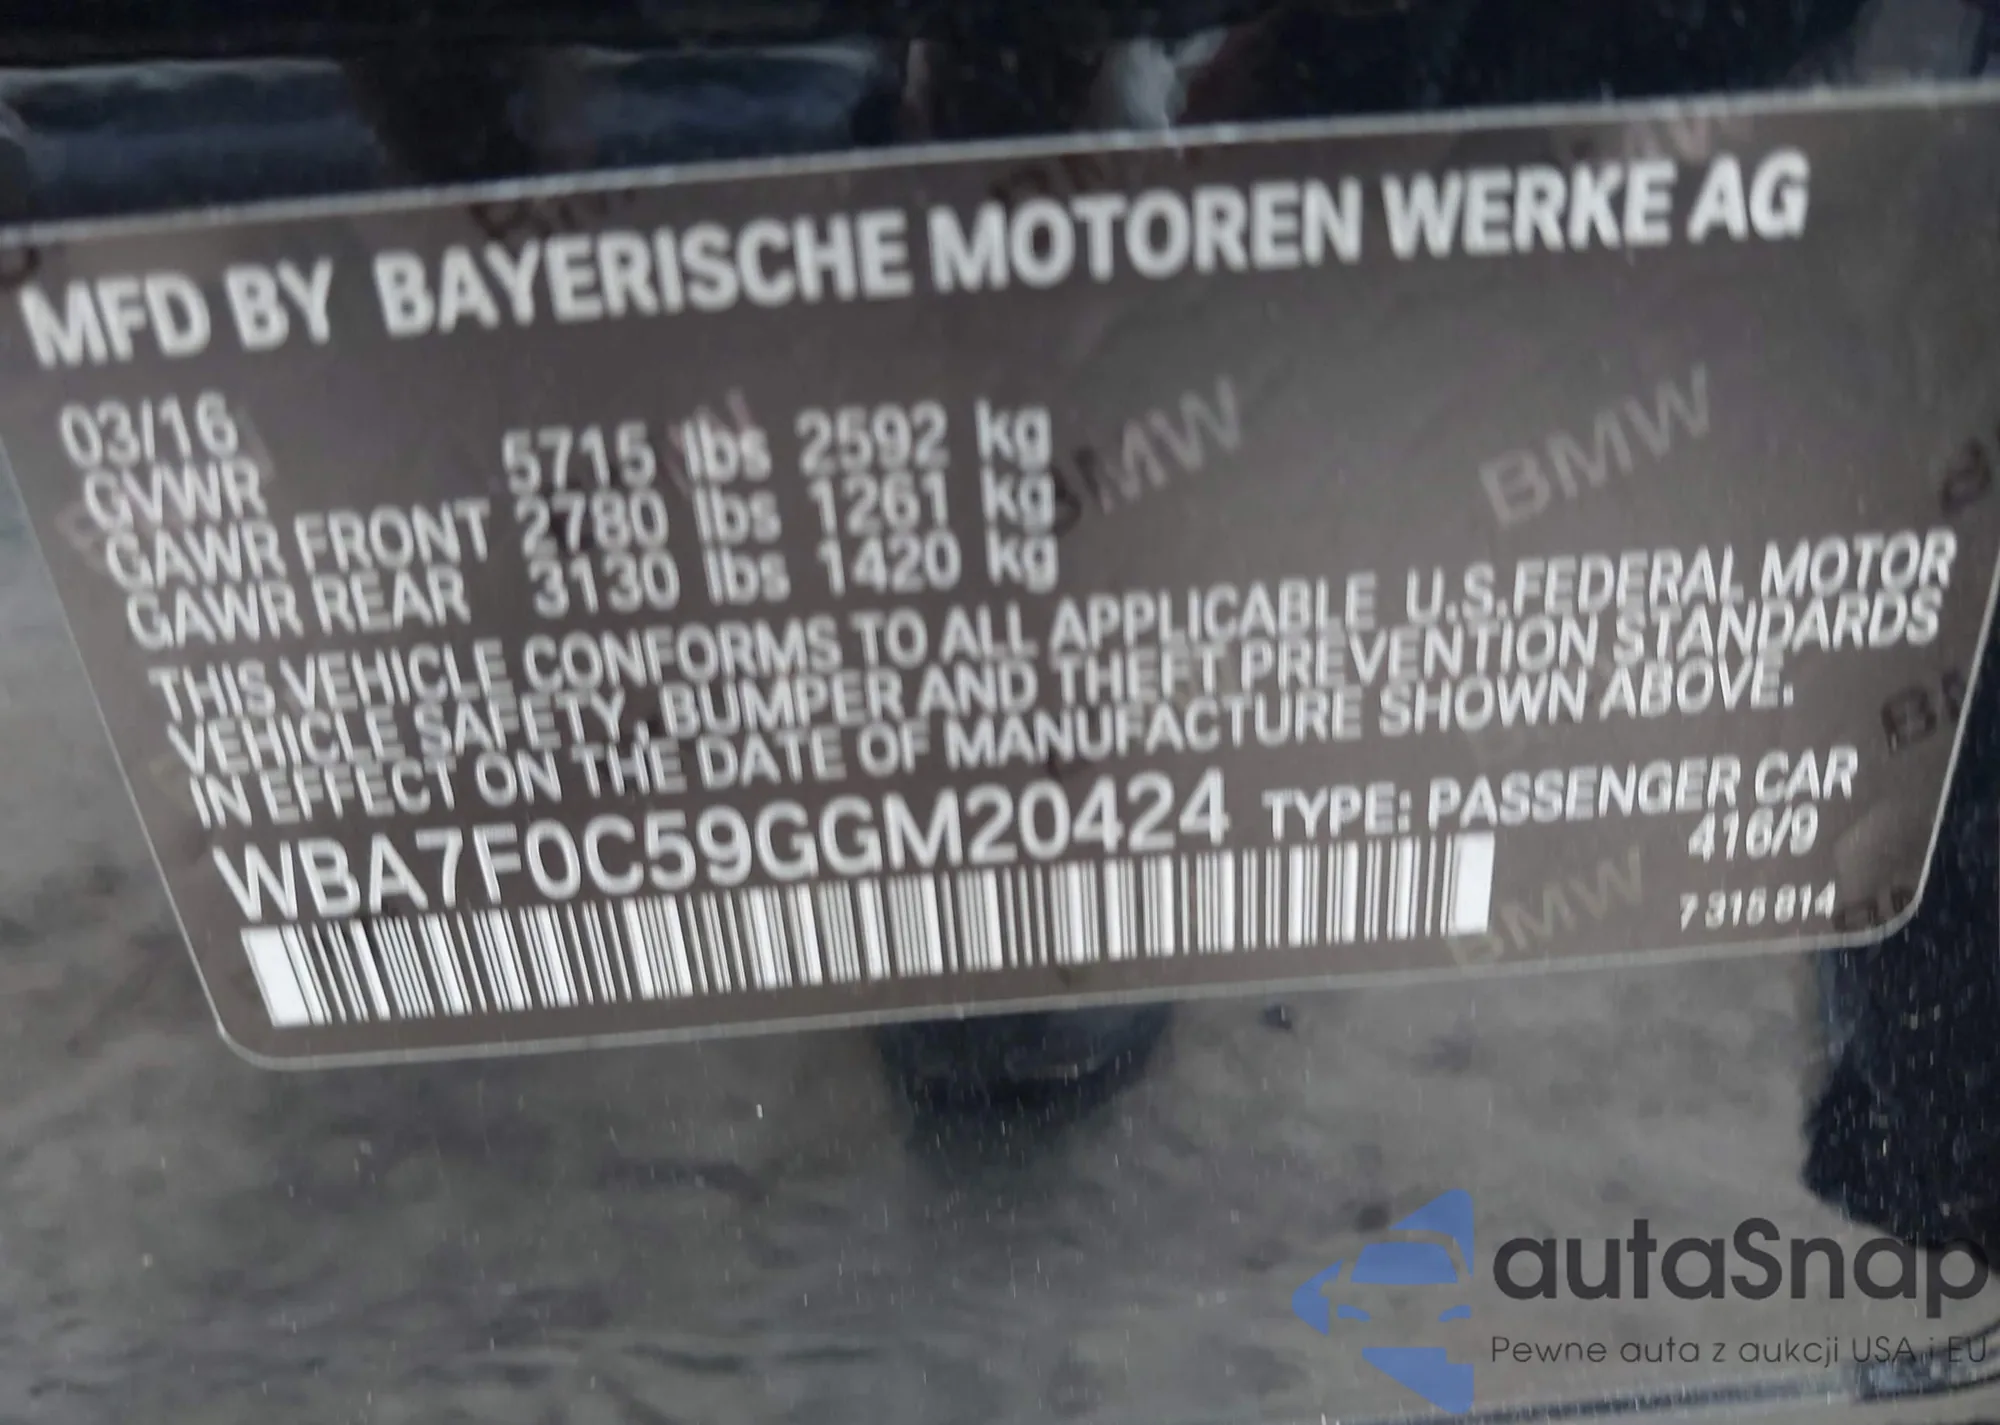 MFD BY BAYERISCHE MOTOREN WERKE AG
03/16
GVWR 5715 lbs 2592 kg
GAWR FRONT 2780 lbs 1261 kg
GAWR REAR 3130 lbs 1420 kg
THIS VEHICLE CONFORMS TO ALL APPLICABLE U.S.FEDERAL MOTOR
VEHICLE SAFETY, BUMPER AND THEFT PREVENTION STANDARDS
IN EFFECT ON THE DATE OF MANUFACTURE SHOWN ABOVE.
WBA7F0C59GGM20424 TYPE: PASSENGER CAR
416/9
7 315 814
BMW
BMW
BMW
autaSnap
Pewne auta z aukcji USA i EU